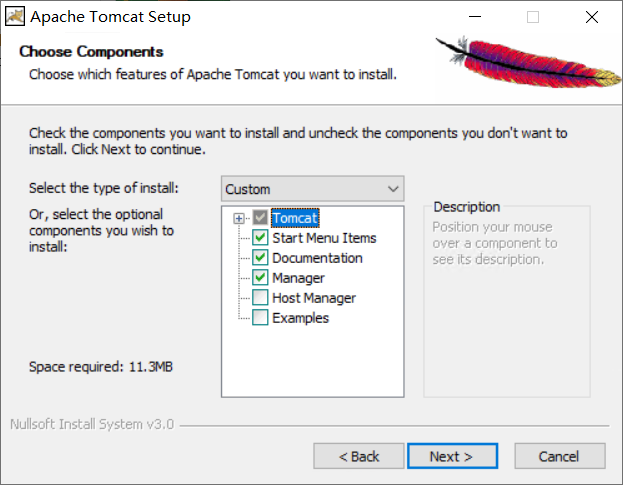 Apache Tomcat Setup
Choose Components
Choose which features of Apache Tomcat you want to install.
Check the components you want to install and uncheck the components you don't want to
install. Click Next to continue.
Select the type of install:
Custom
Or, select the optional
components you wish to
install:
Tomcat
Start Menu Items
Documentation
Manager
Host Manager
Examples
Description
Position your mouse
over a component to
see its description.
Space required: 11.3MB
Nullsoft Install System v3.0
< Back
Next >
Cancel